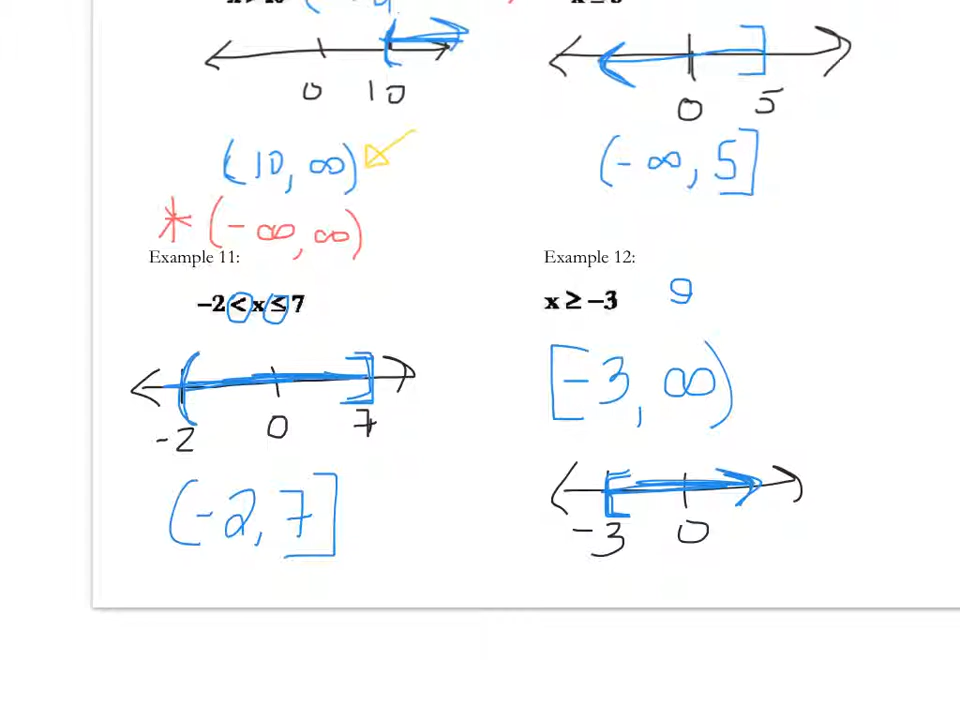 0 10
0 5
(10, ∞)
(-∞, 5]
* (-∞, ∞)
Example 11:
Example 12:
-2 < x ≤ 7
x ≥ -3 9
[-3, ∞)
-2 0 7
(-2, 7]
-3 0